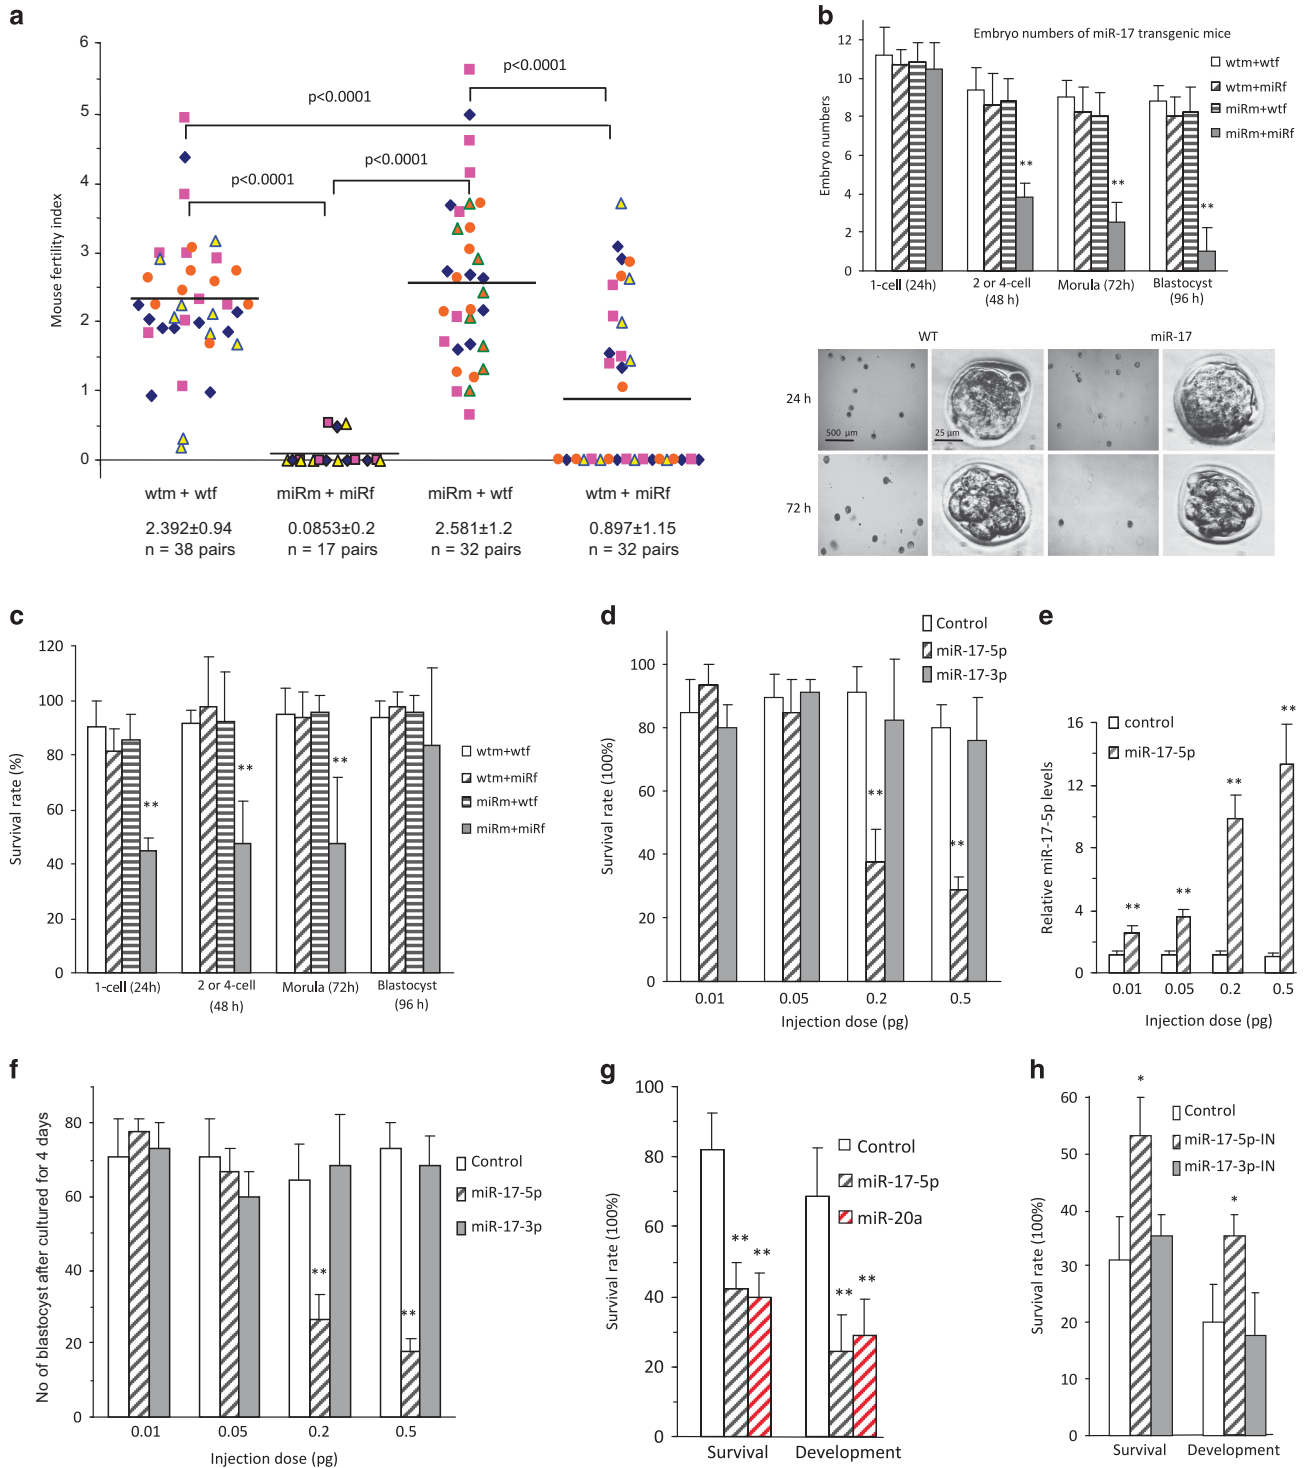 a
6
5
4
3
2
1
0
Mouse fertility index
p<0.0001
p<0.0001
p<0.0001
p<0.0001
wtm + wtf
miRm + miRf
miRm + wtf
wtm + miRf
2.392±0.94
0.0853±0.2
2.581±1.2
0.897±1.15
n = 38 pairs
n = 17 pairs
n = 32 pairs
n = 32 pairs
b
Embryo numbers of miR-17 transgenic mice
12
10
8
6
4
2
0
Embryo numbers
wtm+wtf
wtm+miRf
miRm+wtf
miRm+miRf
**
**
**
1-cell (24h)
2 or 4-cell
(48 h)
Morula (72h)
Blastocyst
(96 h)
WT
miR-17
24 h
72 h
500 µm
25 µm
c
120
100
80
60
40
20
0
Survival rate (%)
**
**
**
wtm+wtf
wtm+miRf
miRm+wtf
miRm+miRf
1-cell (24h)
2 or 4-cell
(48 h)
Morula (72h)
Blastocyst
(96 h)
d
100
80
60
40
20
0
Survival rate (100%)
Control
miR-17-5p
miR-17-3p
**
**
0.01
0.05
0.2
0.5
Injection dose (pg)
e
16
12
8
4
0
Relative miR-17-5p levels
control
miR-17-5p
**
**
**
**
0.01
0.05
0.2
0.5
Injection dose (pg)
f
80
60
40
20
0
No of blastocyst after cultured for 4 days
Control
miR-17-5p
miR-17-3p
**
**
0.01
0.05
0.2
0.5
Injection dose (pg)
g
100
80
60
40
20
0
Survival rate (100%)
Control
miR-17-5p
miR-20a
**
**
**
**
Survival
Development
h
60
50
40
30
20
10
0
Survival rate (100%)
Control
miR-17-5p-IN
miR-17-3p-IN
*
*
Survival
Development